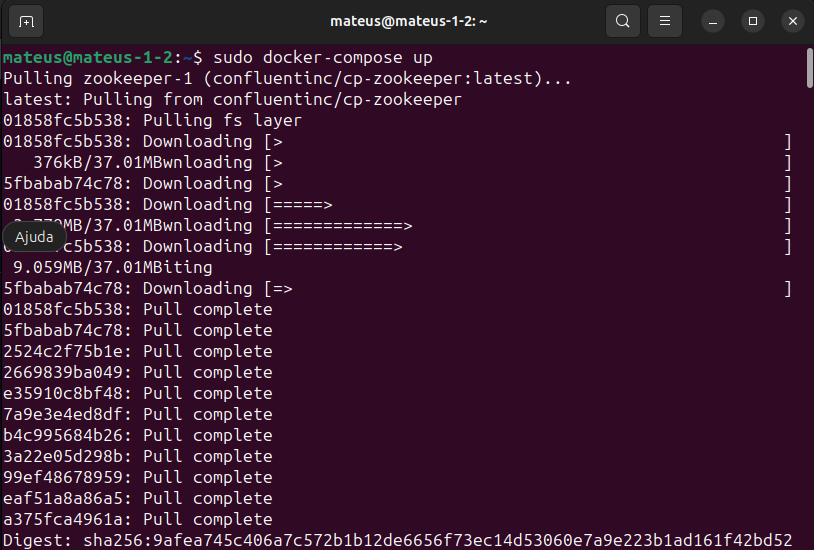 mateus@mateus-1-2: ~
mateus@mateus-1-2:~$ sudo docker-compose up
Pulling zookeeper-1 (confluentinc/cp-zookeeper:latest)...
latest: Pulling from confluentinc/cp-zookeeper
01858fc5b538: Pulling fs layer
01858fc5b538: Downloading [> ]
376kB/37.01MBwnloading [> ]
5fbabab74c78: Downloading [> ]
01858fc5b538: Downloading [=====> ]
MB/37.01MBwnloading [=============> ]
Ajuda
fc5b538: Downloading [============> ]
9.059MB/37.01MBiting
5fbabab74c78: Downloading [=> ]
01858fc5b538: Pull complete
5fbabab74c78: Pull complete
2524c2f75b1e: Pull complete
2669839ba049: Pull complete
e35910c8bf48: Pull complete
7a9e3e4ed8df: Pull complete
b4c995684b26: Pull complete
3a22e05d298b: Pull complete
99ef48678959: Pull complete
eaf51a8a86a5: Pull complete
a375fca4961a: Pull complete
Digest: sha256:9afea745c406a7c572b1b12de6656f73ec14d53060e7a9e223b1ad161f42bd52